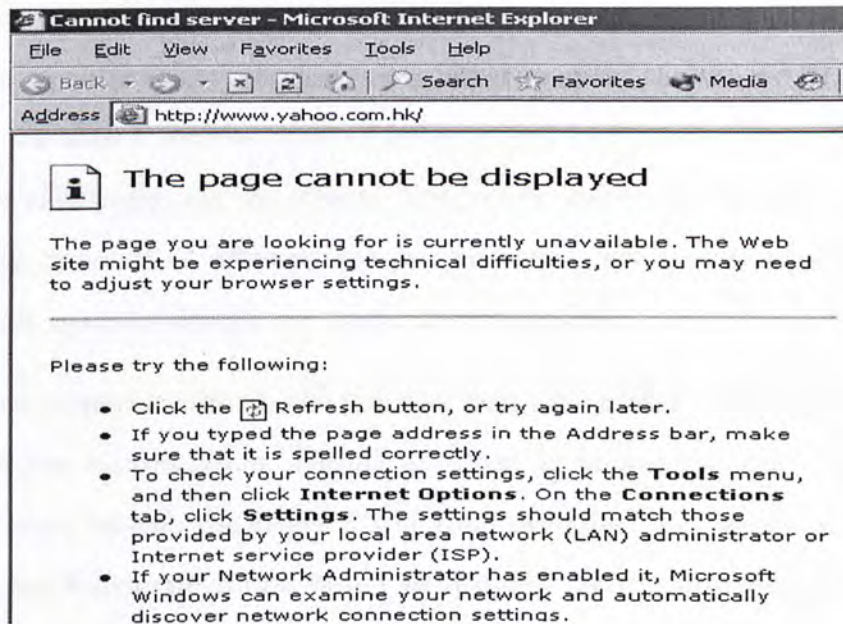 Cannot find server - Microsoft Internet Explorer
File Edit View Favorites Tools Help
Back Search Favorites Media
Address http://www.yahoo.com.hk/
The page cannot be displayed
The page you are looking for is currently unavailable. The Web
site might be experiencing technical difficulties, or you may need
to adjust your browser settings.
Please try the following:
Click the Refresh button, or try again later.
If you typed the page address in the Address bar, make
sure that it is spelled correctly.
To check your connection settings, click the Tools menu,
and then click Internet Options. On the Connections
tab, click Settings. The settings should match those
provided by your local area network (LAN) administrator or
Internet service provider (ISP).
If your Network Administrator has enabled it, Microsoft
Windows can examine your network and automatically
discover network connection settings.